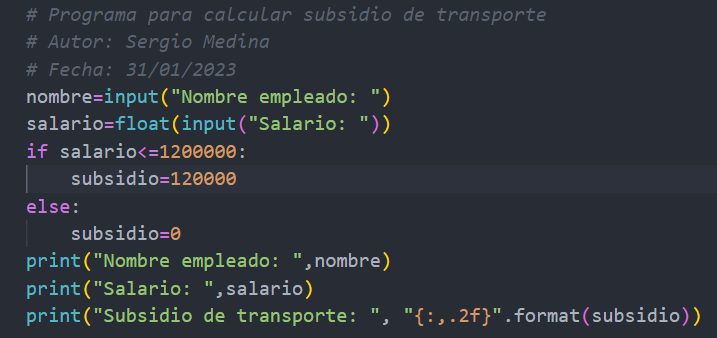 # Programa para calcular subsidio de transporte
# Autor: Sergio Medina
# Fecha: 31/01/2023
nombre=input("Nombre empleado: ")
salario=float(input("Salario: "))
if salario<=1200000:
    subsidio=120000
else:
    subsidio=0
print("Nombre empleado: ",nombre)
print("Salario: ",salario)
print("Subsidio de transporte: ", "{:,.2f}".format(subsidio))